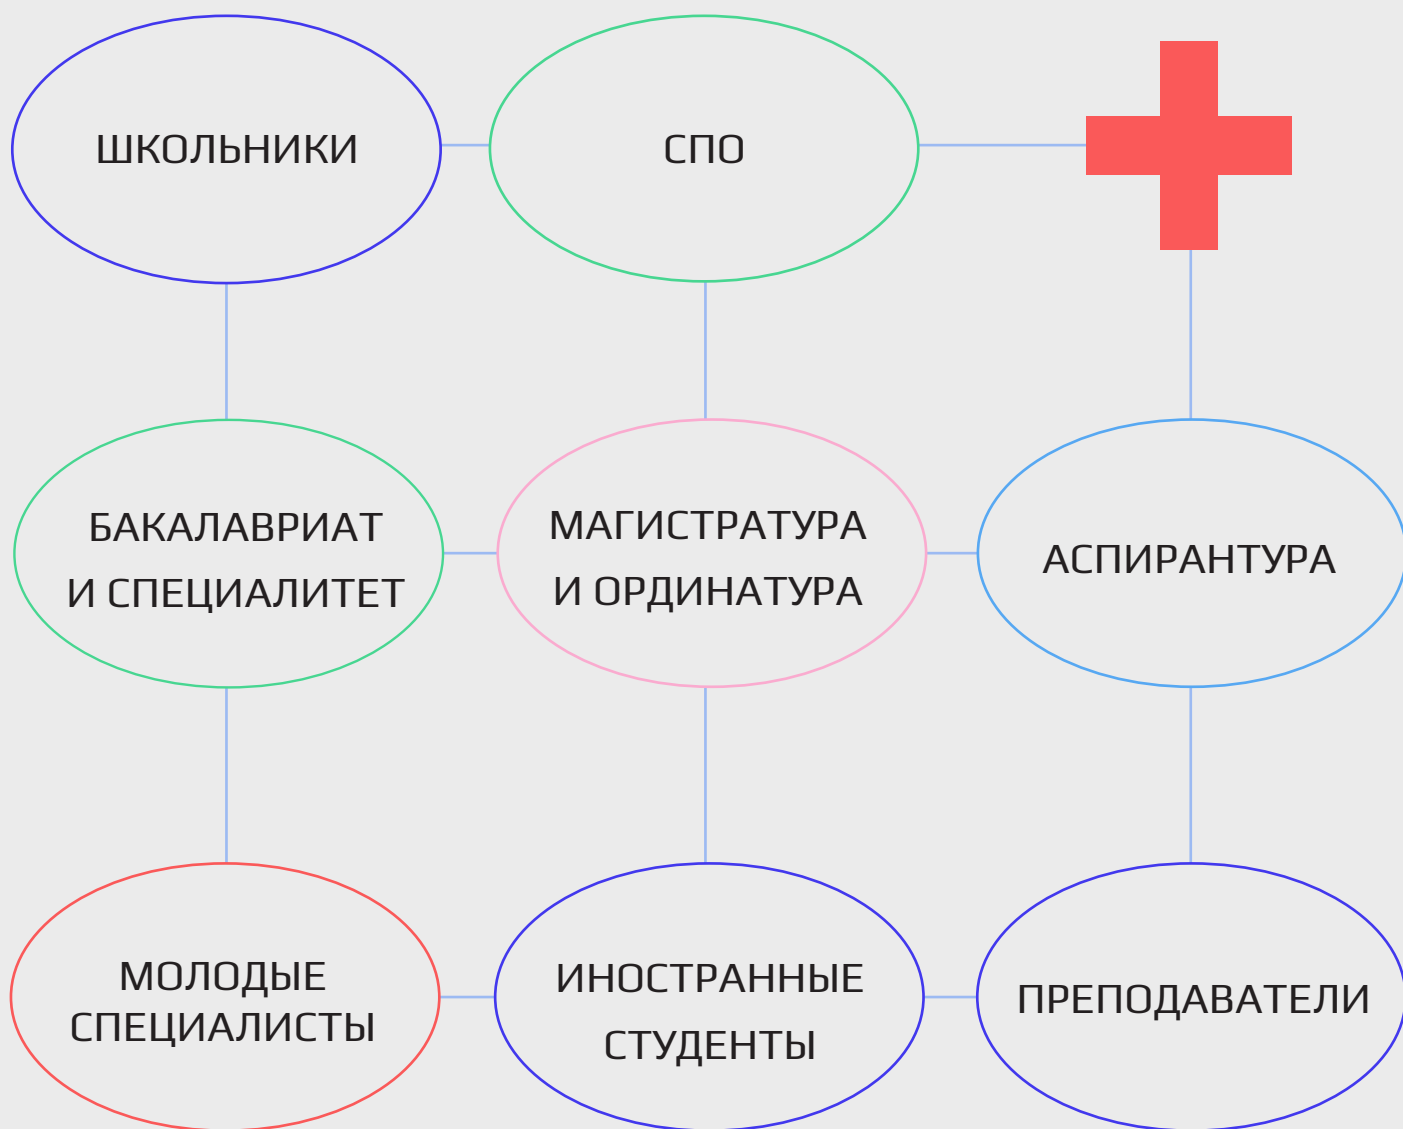 ШКОЛЬНИКИ
СПО
БАКАЛАВРИАТ
И СПЕЦИАЛИТЕТ
МАГИСТРАТУРА
И ОРДИНАТУРА
АСПИРАНТУРА
МОЛОДЫЕ
СПЕЦИАЛИСТЫ
ИНОСТРАННЫЕ
СТУДЕНТЫ
ПРЕПОДАВАТЕЛИ